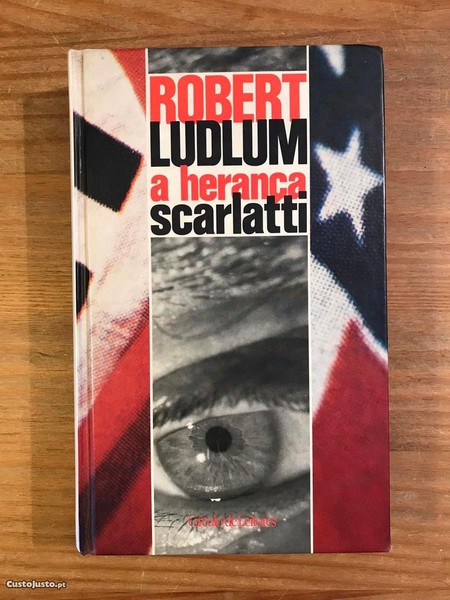 ROBERT
LUDLUM
a herança
scarlatti
Círculo de Leitores
CustoJusto.pt